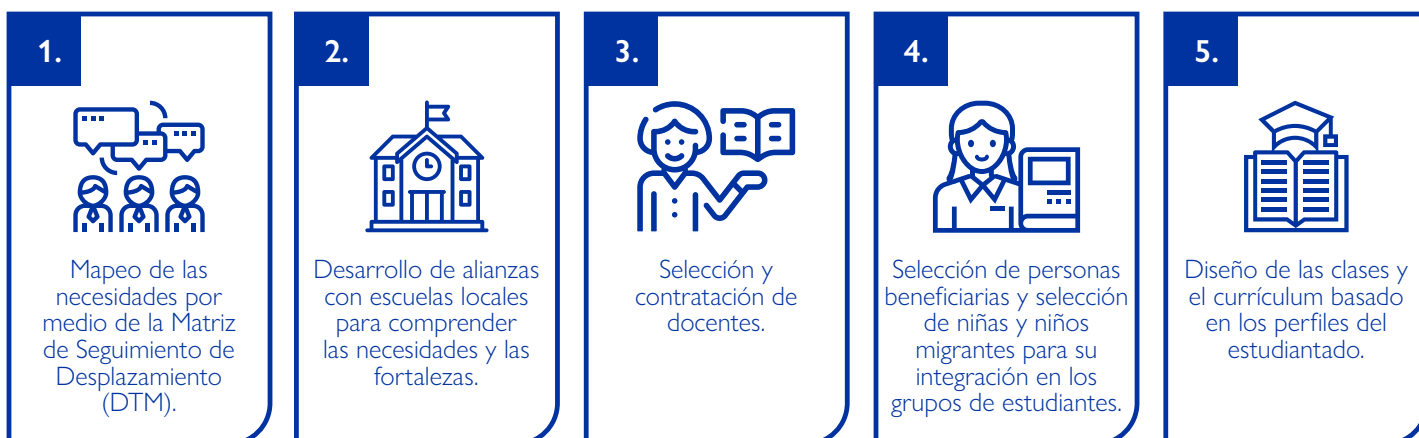 1.
Mapeo de las
necesidades por
medio de la Matriz
de Seguimiento de
Desplazamiento
(DTM).
2.
Desarrollo de alianzas
con escuelas locales
para comprender
las necesidades y las
fortalezas.
3.
Selección y
contratación de
docentes.
4.
Selección de personas
beneficiarias y selección
de niñas y niños
migrantes para su
integración en los
grupos de estudiantes.
5.
Diseño de las clases y
el currículum basado
en los perfiles del
estudiantado.